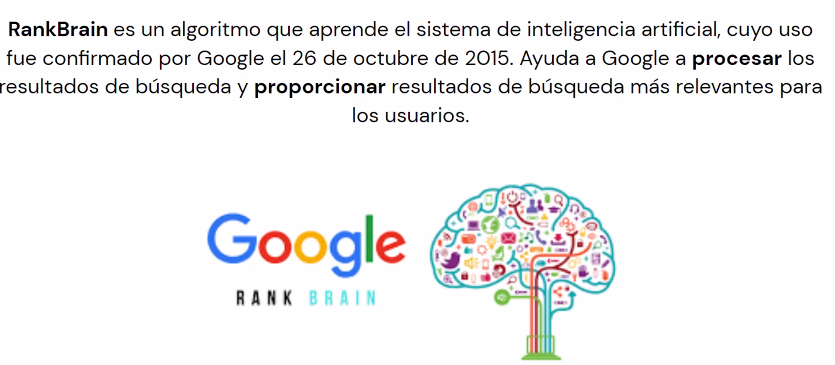 RankBrain es un algoritmo que aprende el sistema de inteligencia artificial, cuyo uso
fue confirmado por Google el 26 de octubre de 2015. Ayuda a Google a procesar los
resultados de búsqueda y proporcionar resultados de búsqueda más relevantes para
los usuarios.
Google
RANK BRAIN